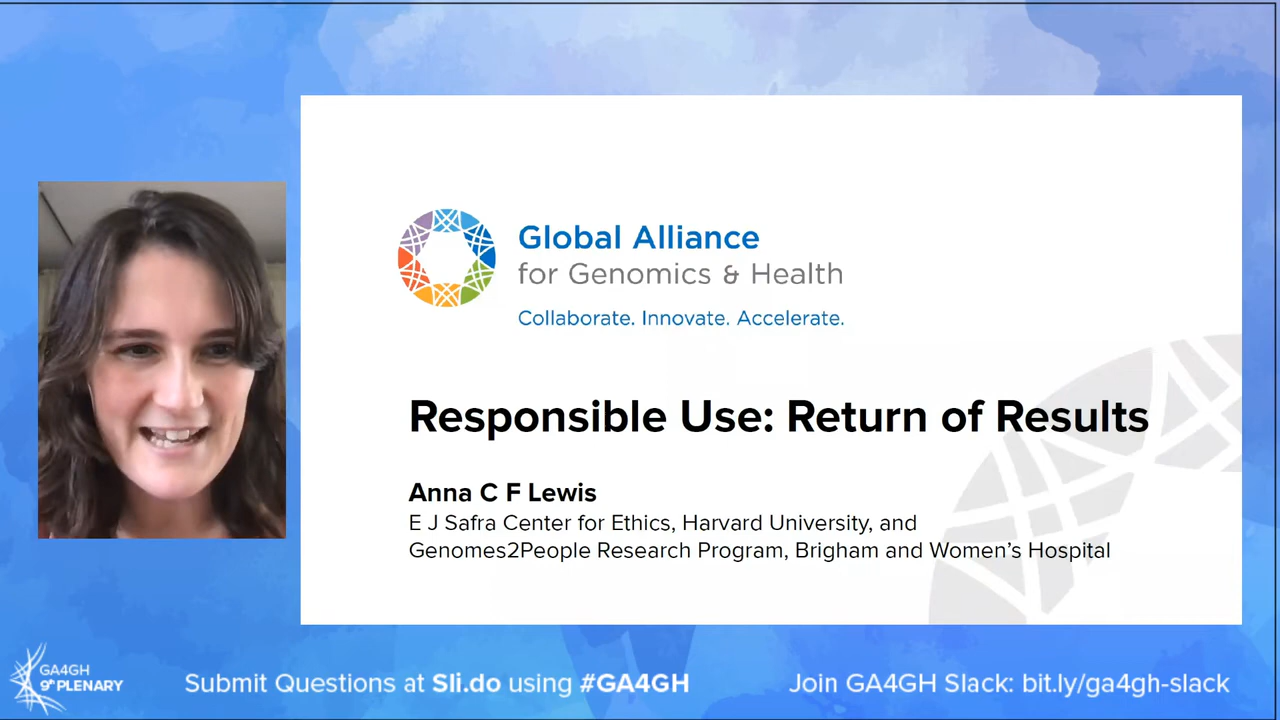 Global Alliance
for Genomics & Health
Collaborate. Innovate. Accelerate.
Responsible Use: Return of Results
Anna C F Lewis
E J Safra Center for Ethics, Harvard University, and
Genomes2People Research Program, Brigham and Women's Hospital
GA4GH
9th PLENARY
Submit Questions at Sli.do using #GA4GH
Join GA4GH Slack: bit.ly/ga4gh-slack